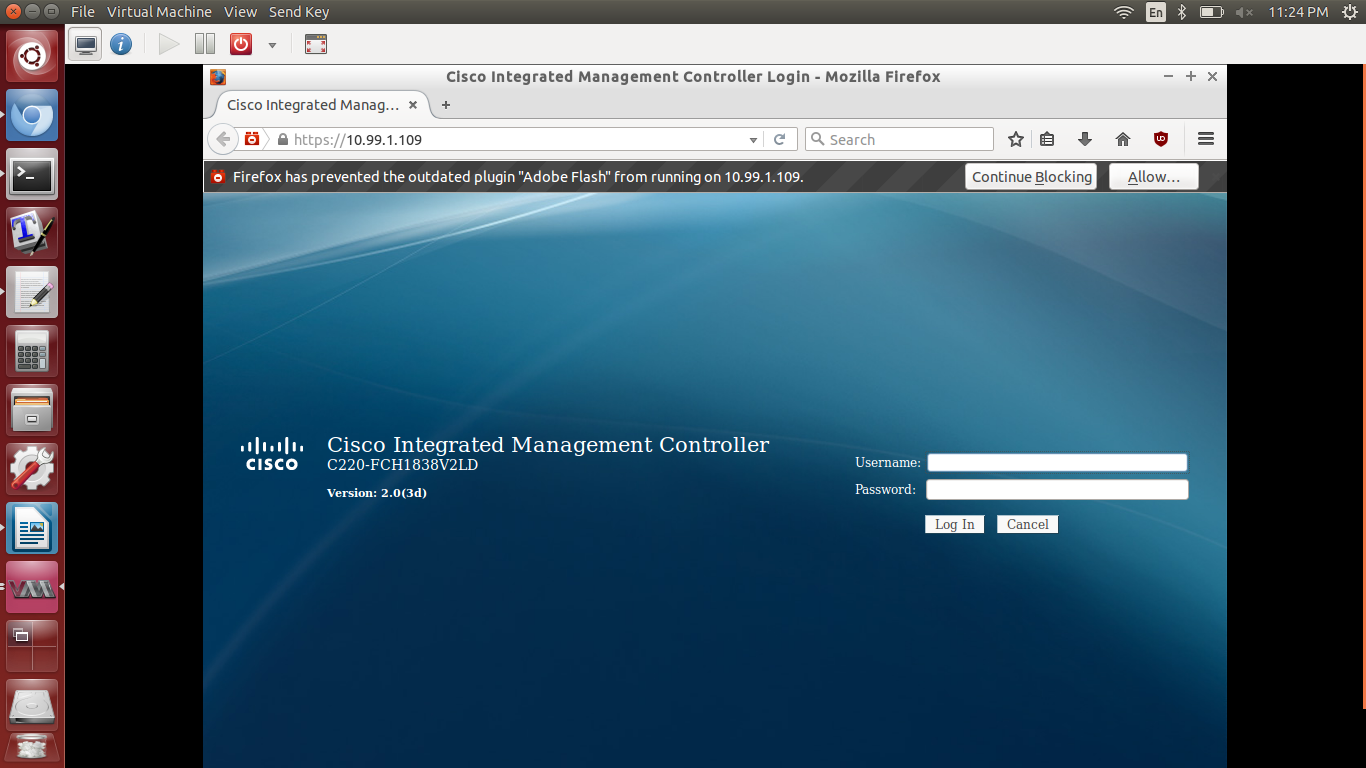 File Virtual Machine View Send Key
En 11:24 PM
Cisco Integrated Management Controller Login - Mozilla Firefox
Cisco Integrated Manag...
https://10.99.1.109
Search
Firefox has prevented the outdated plugin "Adobe Flash" from running on 10.99.1.109.
Continue Blocking
Allow...
CISCO
Cisco Integrated Management Controller
C220-FCH1838V2LD
Version: 2.0(3d)
Username:
Password:
Log In
Cancel